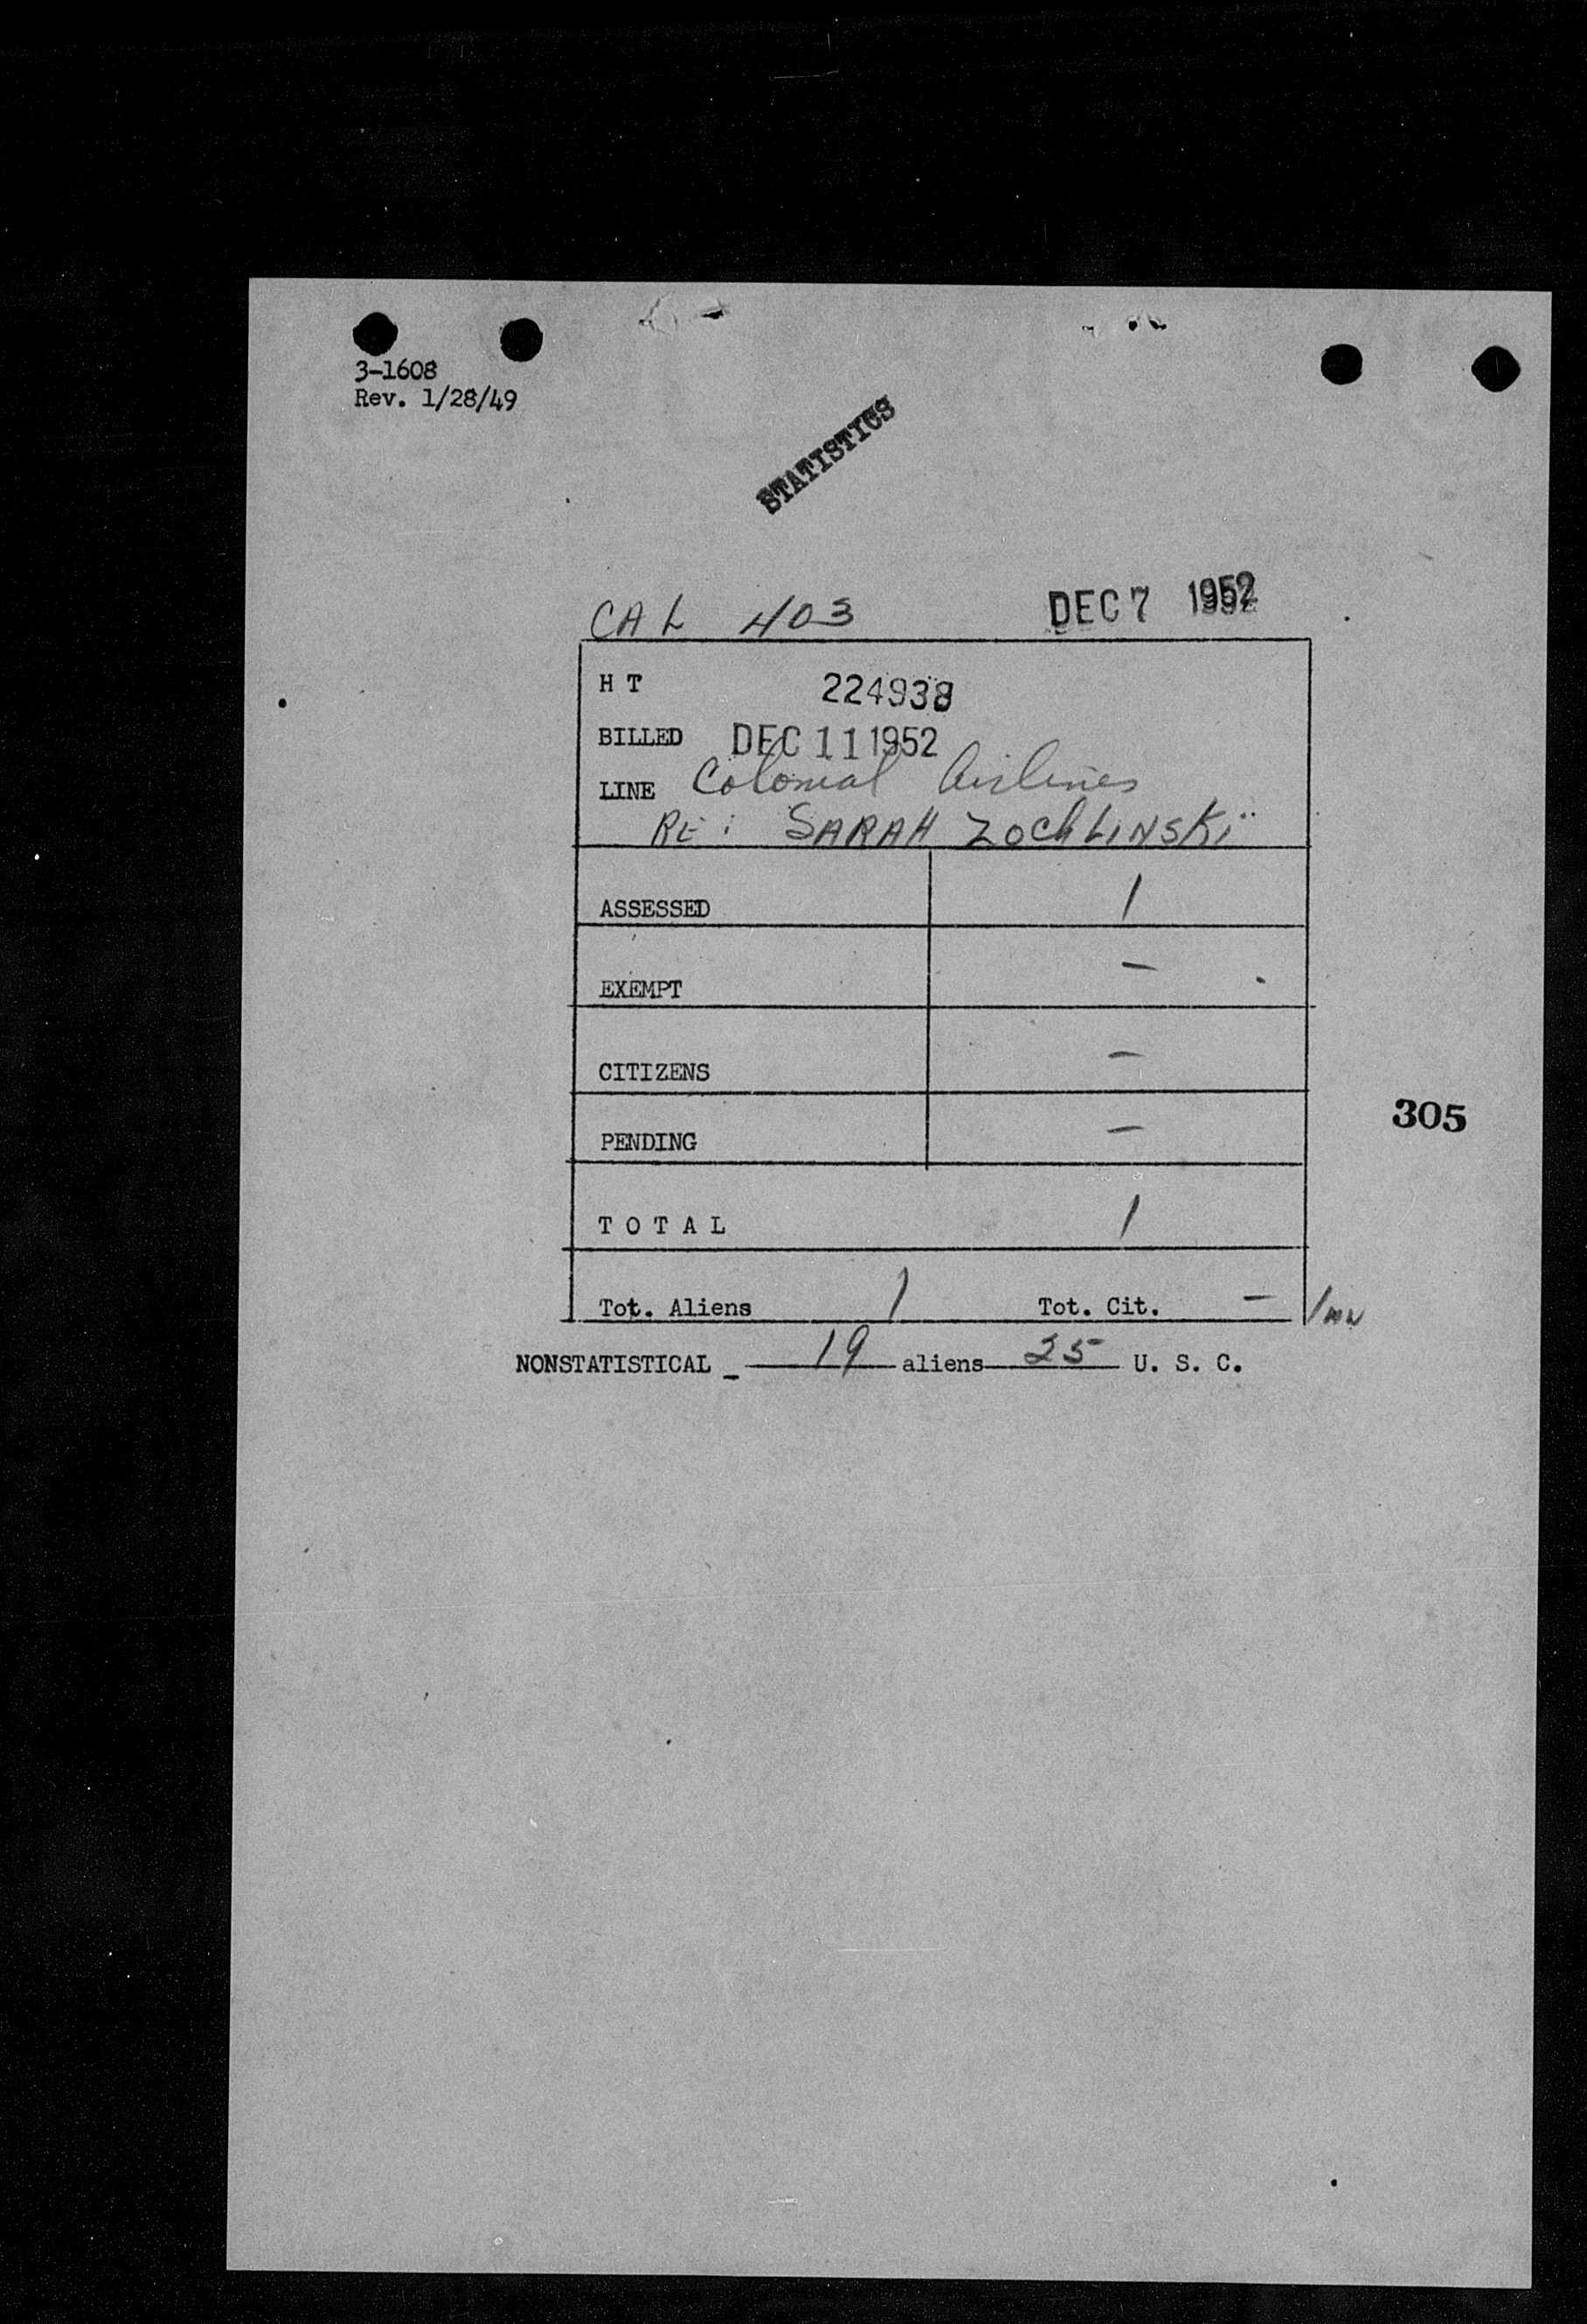 3-1608
Rev. 1/28/49
STATISTICS
CAL 403 DEC 7 1952
H T 224938
BILLED DEC 11 1952
LINE Colonial Airlines
RE: SARAH ZOCHLINSKI
ASSESSED 1
EXEMPT –
CITIZENS –
305
PENDING –
T O T A L 1
Tot. Aliens 1 Tot. Cit. –
NONSTATISTICAL _ 19 aliens 25 U. S. C.